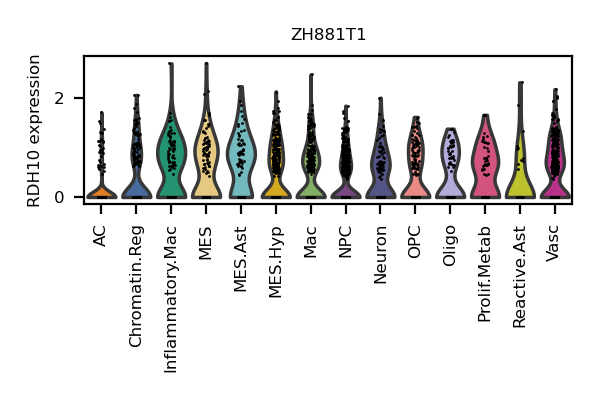 ZH881T1
RDH10 expression
2
0
AC
Chromatin.Reg
Inflammatory.Mac
MES
MES.Ast
MES.Hyp
Mac
NPC
Neuron
OPC
Oligo
Prolif.Metab
Reactive.Ast
Vasc